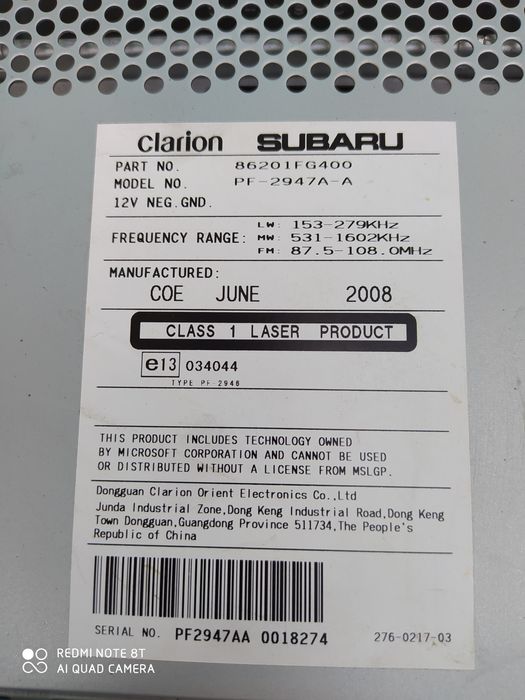 clarion SUBARU
PART NO. 86201FG400
MODEL NO. PF-2947A-A
12V NEG.GND.
FREQUENCY RANGE: LW: 153-279KHz
MW: 531-1602KHz
FM: 87.5-108.0MHz
MANUFACTURED:
COE JUNE 2008
CLASS 1 LASER PRODUCT
e13 034044
TYPE PF-2946
THIS PRODUCT INCLUDES TECHNOLOGY OWNED
BY MICROSOFT CORPORATION AND CANNOT BE USED
OR DISTRIBUTED WITHOUT A LICENSE FROM MSLGP.
Dongguan Clarion Orient Electronics Co.,Ltd
Junda Industrial Zone,Dong Keng Industrial Road,Dong Keng
Town Dongguan,Guangdong Province 511734,The People's
Republic of China
SERIAL NO. PF2947AA 0018274
276-0217-03
REDMI NOTE 8T
AI QUAD CAMERA